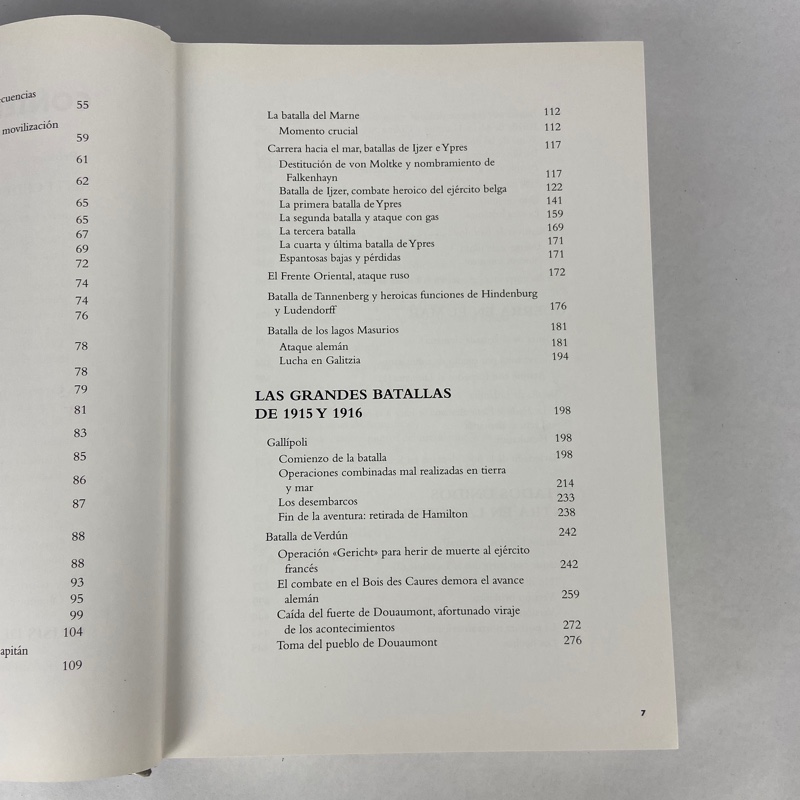 cuencias
55
movilización
59
61
62
65
65
67
69
72
74
74
76
78
78
79
81
83
85
86
87
88
88
93
95
99
104
apitán
109
La batalla del Marne 112
Momento crucial 112
Carrera hacia el mar, batallas de Ijzer e Ypres 117
Destitución de von Moltke y nombramiento de
Falkenhayn 117
Batalla de Ijzer, combate heroico del ejército belga 122
La primera batalla de Ypres 141
La segunda batalla y ataque con gas 159
La tercera batalla 169
La cuarta y última batalla de Ypres 171
Espantosas bajas y pérdidas 171
El Frente Oriental, ataque ruso 172
Batalla de Tannenberg y heroicas funciones de Hindenburg
y Ludendorff 176
Batalla de los lagos Masurios 181
Ataque alemán 181
Lucha en Galitzia 194
LAS GRANDES BATALLAS
DE 1915 Y 1916 198
Gallípoli 198
Comienzo de la batalla 198
Operaciones combinadas mal realizadas en tierra
y mar 214
Los desembarcos 233
Fin de la aventura: retirada de Hamilton 238
Batalla de Verdún 242
Operación «Gericht» para herir de muerte al ejército
francés 242
El combate en el Bois des Caures demora el avance
alemán 259
Caída del fuerte de Douaumont, afortunado viraje
de los acontecimientos 272
Toma del pueblo de Douaumont 276
7